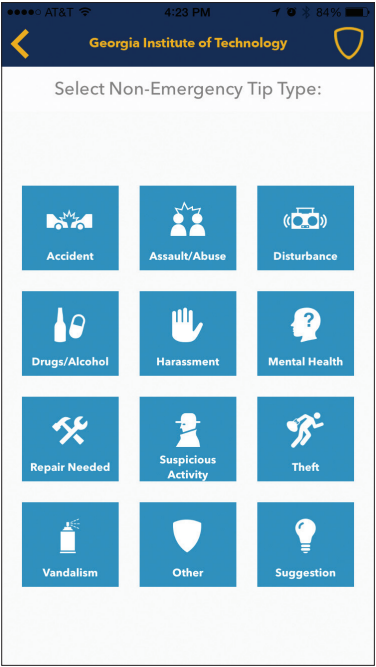 AT&T 4:23 PM 84%
Georgia Institute of Technology
Select Non-Emergency Tip Type:
Accident Assault/Abuse Disturbance
Drugs/Alcohol Harassment Mental Health
?
Repair Needed Suspicious Activity Theft
Vandalism Other Suggestion